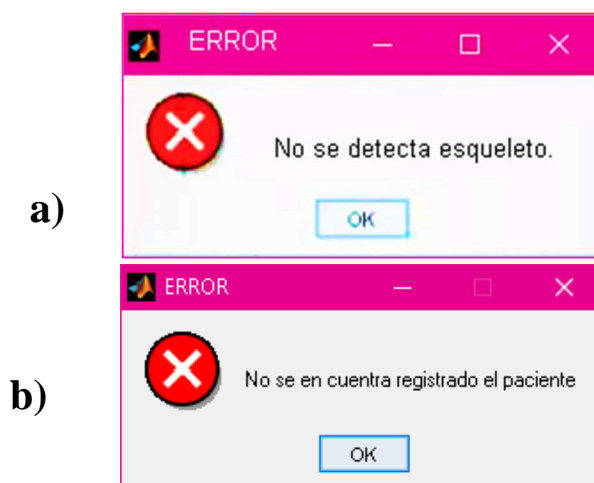 ERROR
No se detecta esqueleto.
a)
OK
ERROR
No se en cuentra registrado el paciente
b)
OK